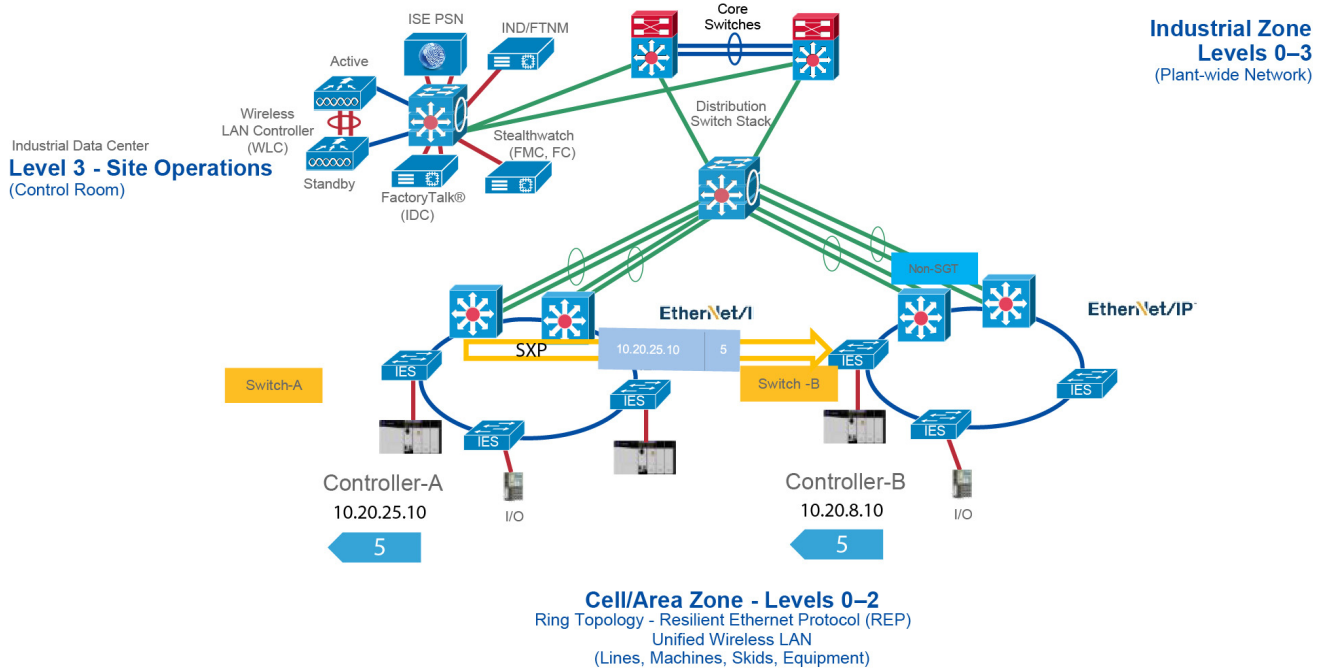 ISE PSN
IND/FTNM
Core
Switches
Industrial Zone
Levels 0–3
(Plant-wide Network)
Active
Wireless
LAN Controller
(WLC)
Standby
Distribution
Switch Stack
Stealthwatch
(FMC, FC)
FactoryTalk®
(IDC)
Industrial Data Center
Level 3 - Site Operations
(Control Room)
Non-SGT
EtherNet/I
EtherNet/IP™
SXP
10.20.25.10
5
Switch-A
Switch -B
IES
IES
IES
IES
IES
IES
Controller-A
10.20.25.10
5
I/O
Controller-B
10.20.8.10
5
I/O
Cell/Area Zone - Levels 0–2
Ring Topology - Resilient Ethernet Protocol (REP)
Unified Wireless LAN
(Lines, Machines, Skids, Equipment)